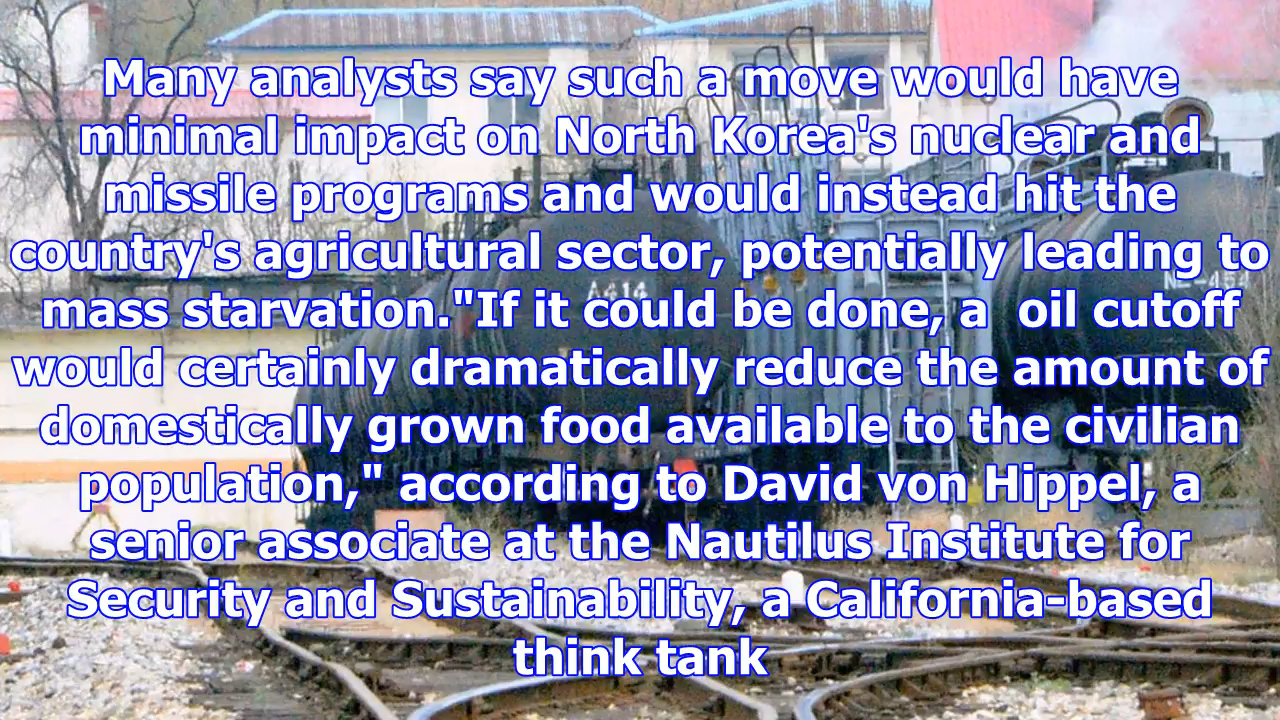 Many analysts say such a move would have
minimal impact on North Korea's nuclear and
missile programs and would instead hit the
country's agricultural sector, potentially leading to
mass starvation."If it could be done, a  oil cutoff
would certainly dramatically reduce the amount of
domestically grown food available to the civilian
population," according to David von Hippel, a
senior associate at the Nautilus Institute for
Security and Sustainability, a California-based
think tank
A414